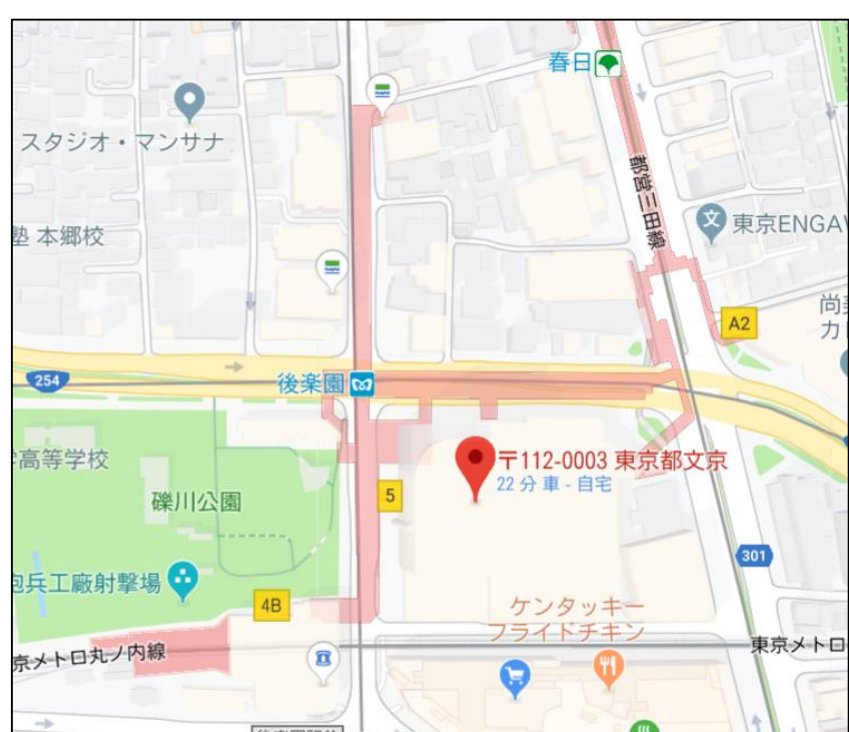 春日
スタジオ・マンサナ
都営三田線
塾 本郷校
文
東京ENGAW
尚美
カレ
A2
254
後楽園
高等学校
〒112-0003 東京都文京
22 分 車 - 自宅
礫川公園
5
301
包兵工廠射撃場
4B
ケンタッキー
フライドチキン
京メトロ丸ノ内線
東京メトロ